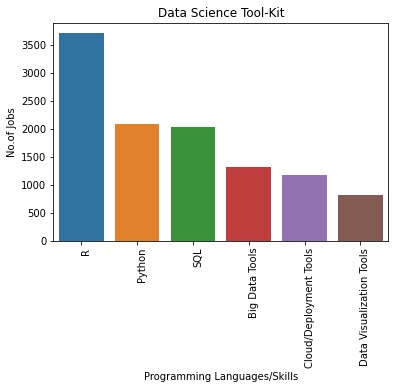 Data Science Tool-Kit
No.of Jobs
3500
3000
2500
2000
1500
1000
500
0
R
Python
SQL
Big Data Tools
Cloud/Deployment Tools
Data Visualization Tools
Programming Languages/Skills